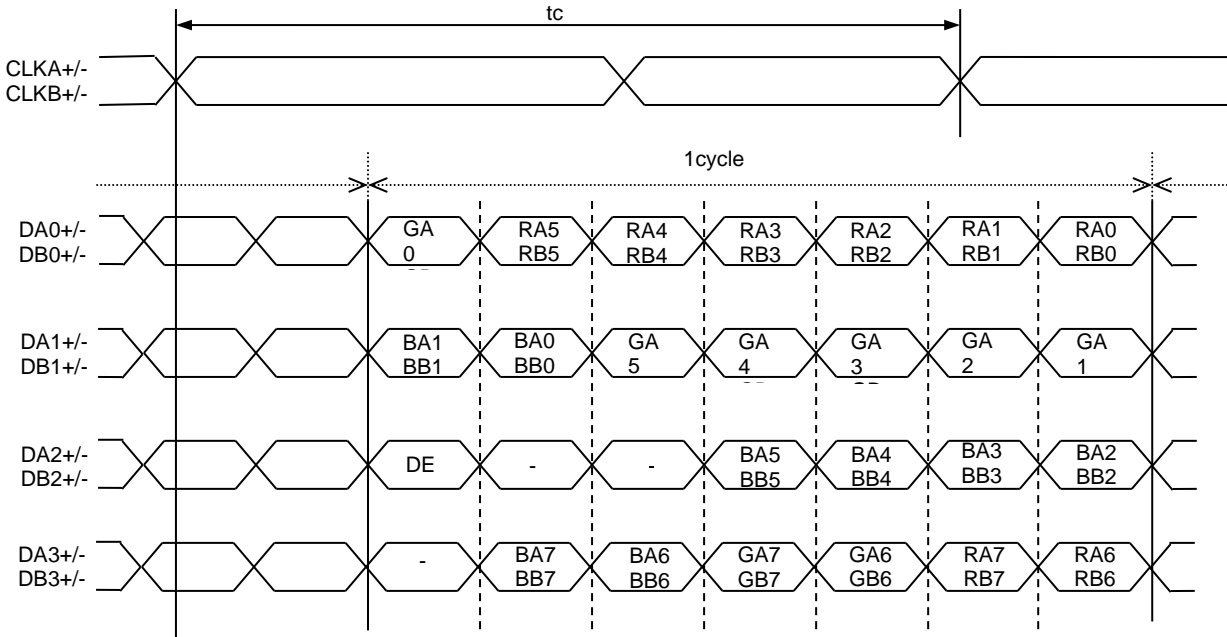 tc
CLKA+/-
CLKB+/-
1cycle
DA0+/-
DB0+/-
GA
0
RA5
RB5
RA4
RB4
RA3
RB3
RA2
RB2
RA1
RB1
RA0
RB0
DA1+/-
DB1+/-
BA1
BB1
BA0
BB0
GA
5
GA
4
GA
3
GA
2
GA
1
DA2+/-
DB2+/-
DE
-
-
BA5
BB5
BA4
BB4
BA3
BB3
BA2
BB2
DA3+/-
DB3+/-
-
BA7
BB7
BA6
BB6
GA7
GB7
GA6
GB6
RA7
RB7
RA6
RB6